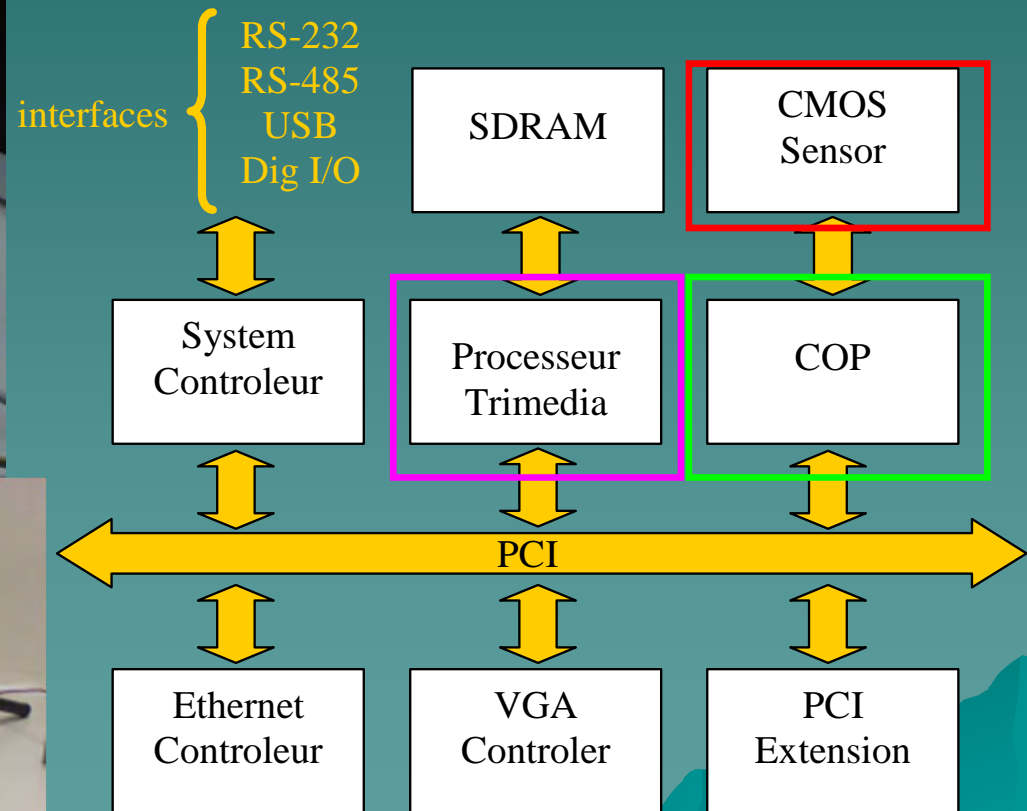 RS-232
RS-485
interfaces
USB
Dig I/O
SDRAM
CMOS
Sensor
System
Controleur
Processeur
Trimedia
COP
PCI
Ethernet
Controleur
VGA
Controler
PCI
Extension